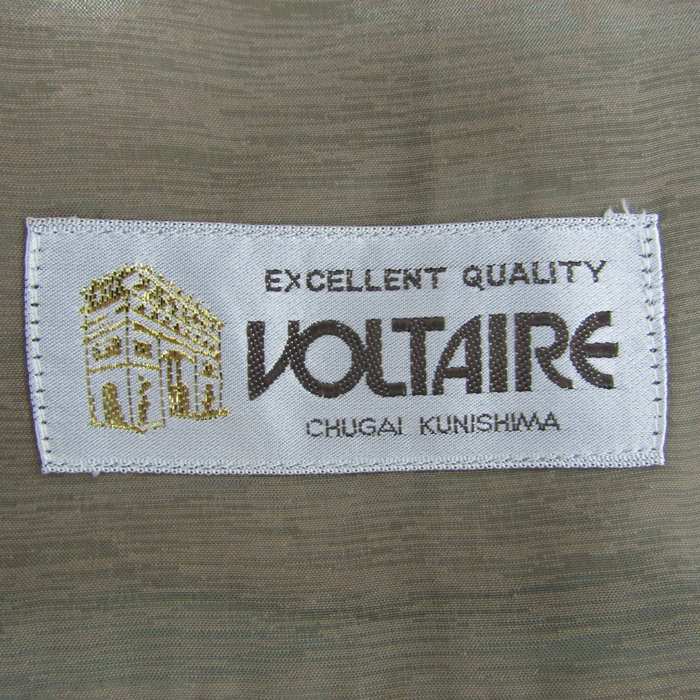 EXCELLENT QUALITY
VOLTAIRE
CHUGAI KUNISHIMA